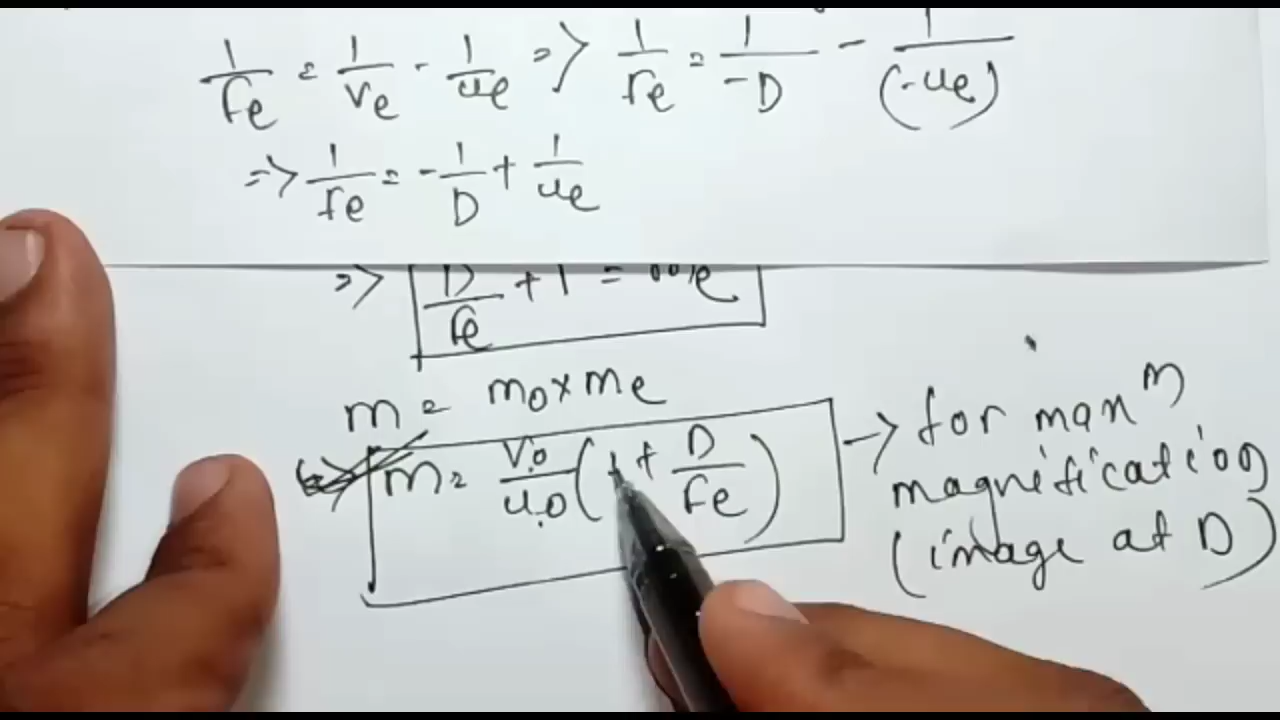 1/fe = 1/ve - 1/ue => 1/fe = 1/-D - 1/(-ue)
=> 1/fe = - 1/D + 1/ue
=> D/fe + 1 = me
m = mo x me
m = vo/uo (1 + D/fe) -> for maxm
magnification
(image at D)